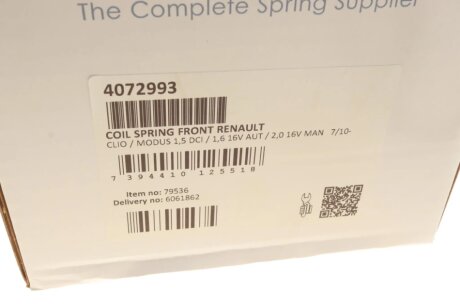 The Complete Spring Supplier
4072993
COIL SPRING FRONT RENAULT
CLIO / MODUS 1,5 DCI / 1,6 16V AUT / 2,0 16V MAN 7/10-
7 394410 125518
Item no: 79536
Delivery no: 6061862